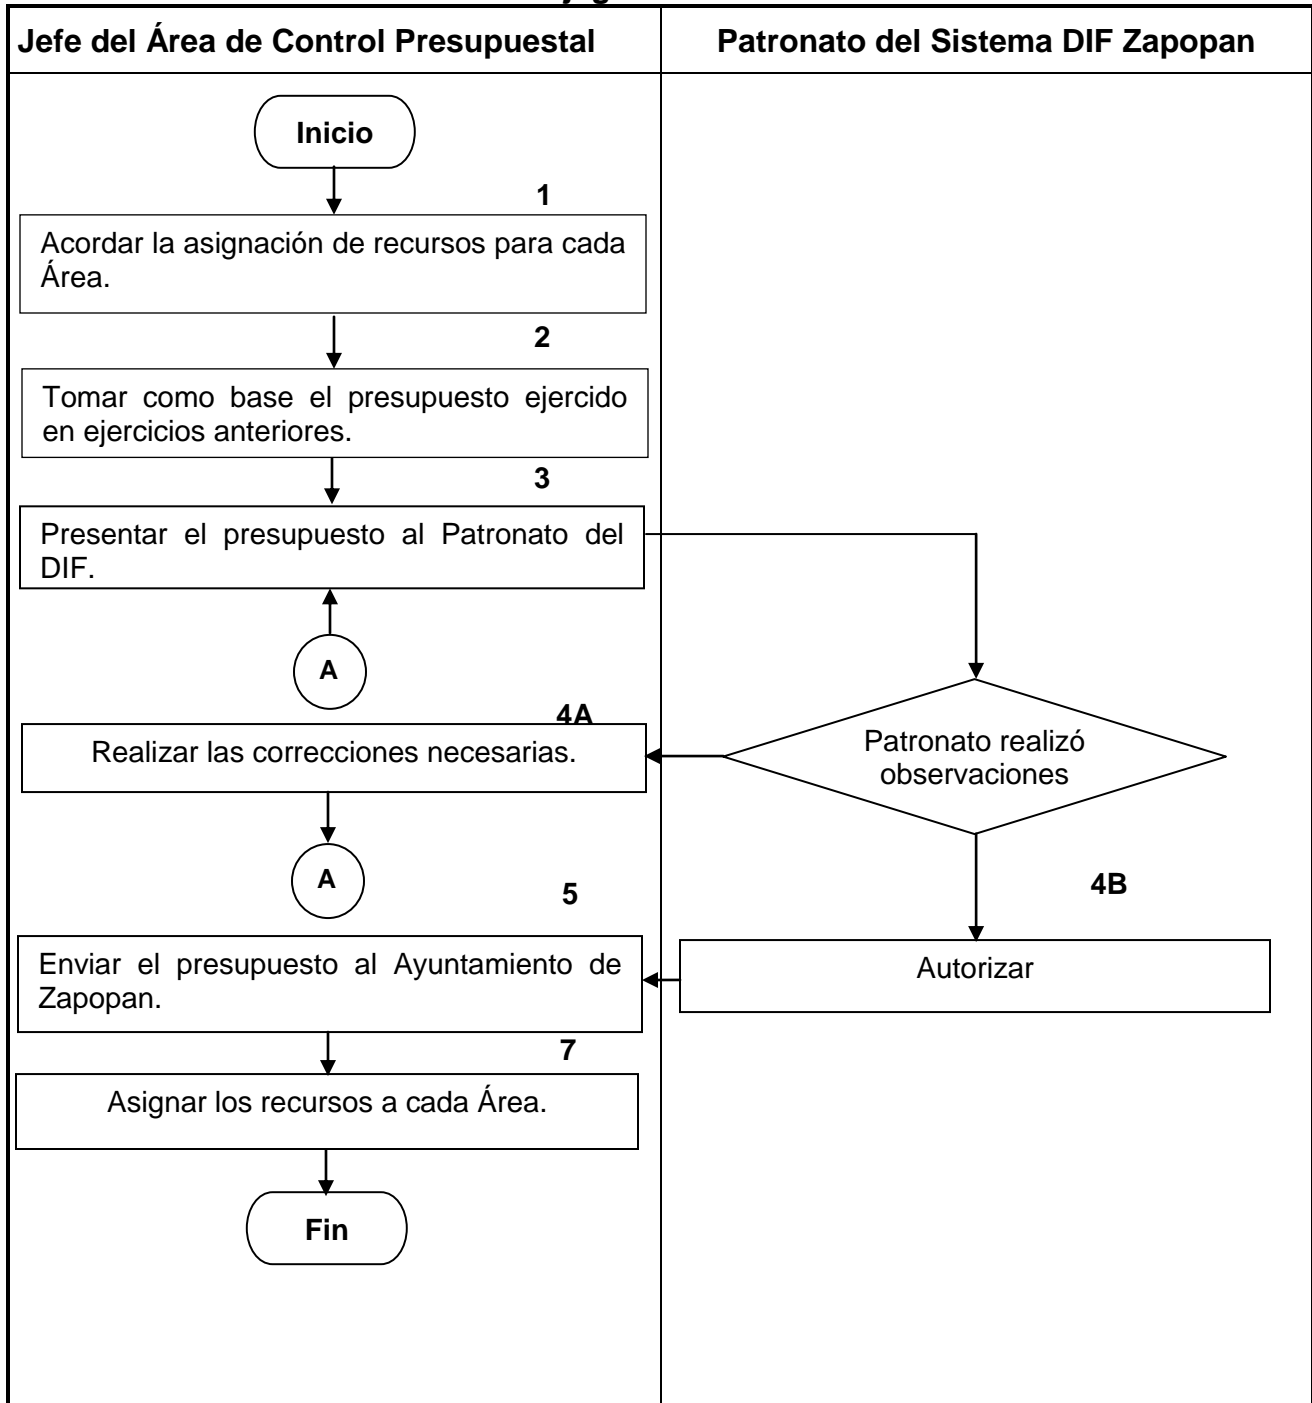 Jefe del Área de Control Presupuestal
Patronato del Sistema DIF Zapopan
Inicio
1
Acordar la asignación de recursos para cada
Área.
2
Tomar como base el presupuesto ejercido
en ejercicios anteriores.
3
Presentar el presupuesto al Patronato del
DIF.
A
4A
Realizar las correcciones necesarias.
Patronato realizó
observaciones
A
4B
5
Enviar el presupuesto al Ayuntamiento de
Zapopan.
Autorizar
7
Asignar los recursos a cada Área.
Fin